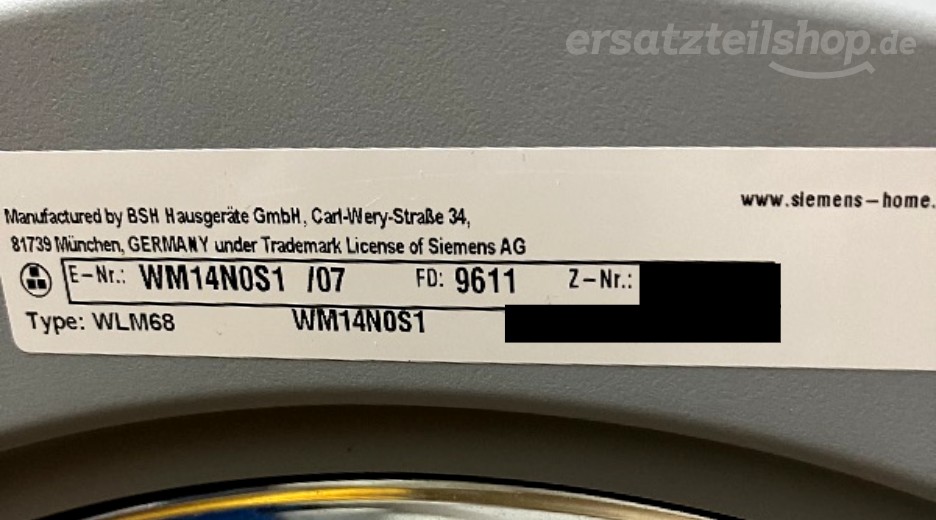 ersatzteilshop.de
www.siemens-home.
Manufactured by BSH Hausgeräte GmbH, Carl-Wery-Straße 34,
81739 München, GERMANY under Trademark License of Siemens AG
E-Nr.: WM14N0S1 /07 FD: 9611 Z-Nr.:
Type: WLM68 WM14N0S1